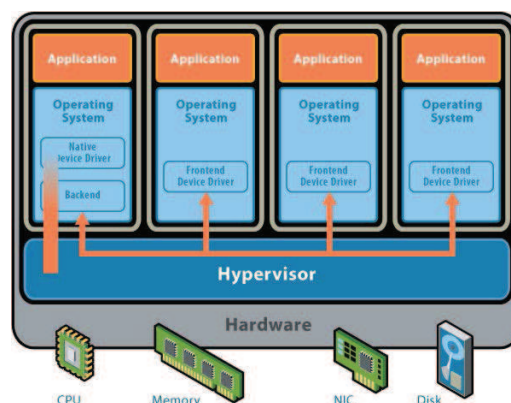 Application
Application
Application
Application
Operating
System
Operating
System
Operating
System
Operating
System
Native
Device Driver
Backend
Frontend
Device Driver
Frontend
Device Driver
Frontend
Device Driver
Hypervisor
Hardware
CPU
Memory
NIC
Disk